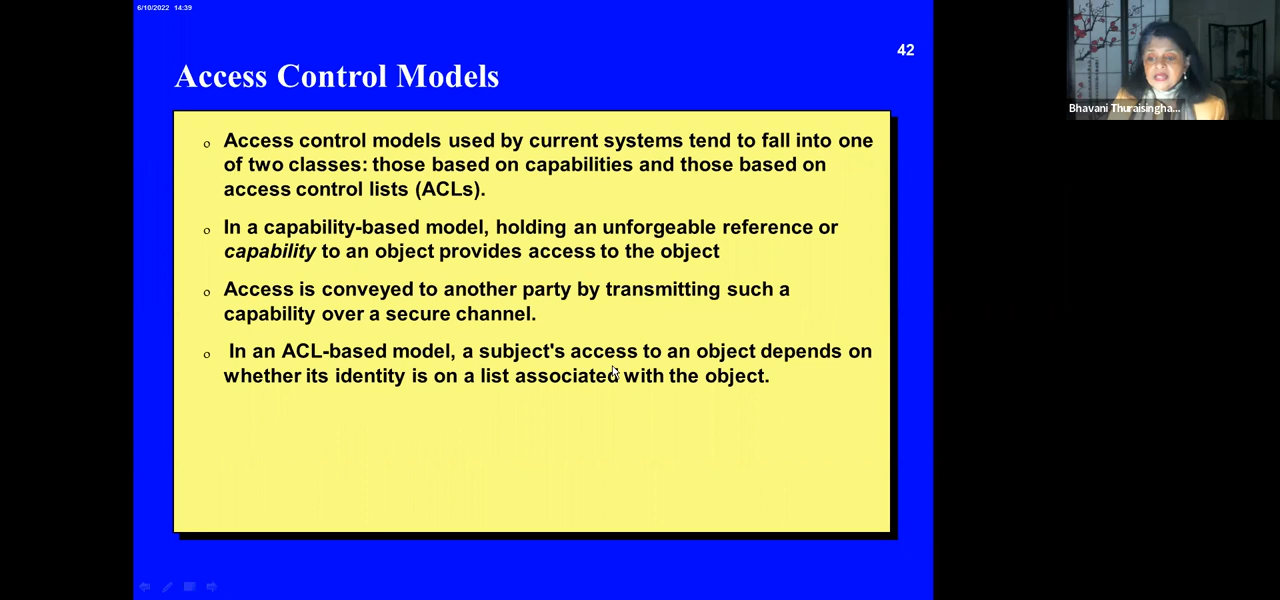 6/10/2022 14:39
42
Access Control Models
Access control models used by current systems tend to fall into one
of two classes: those based on capabilities and those based on
access control lists (ACLs).
In a capability-based model, holding an unforgeable reference or
capability to an object provides access to the object
Access is conveyed to another party by transmitting such a
capability over a secure channel.
In an ACL-based model, a subject's access to an object depends on
whether its identity is on a list associated with the object.
Bhavani Thuraisingha...